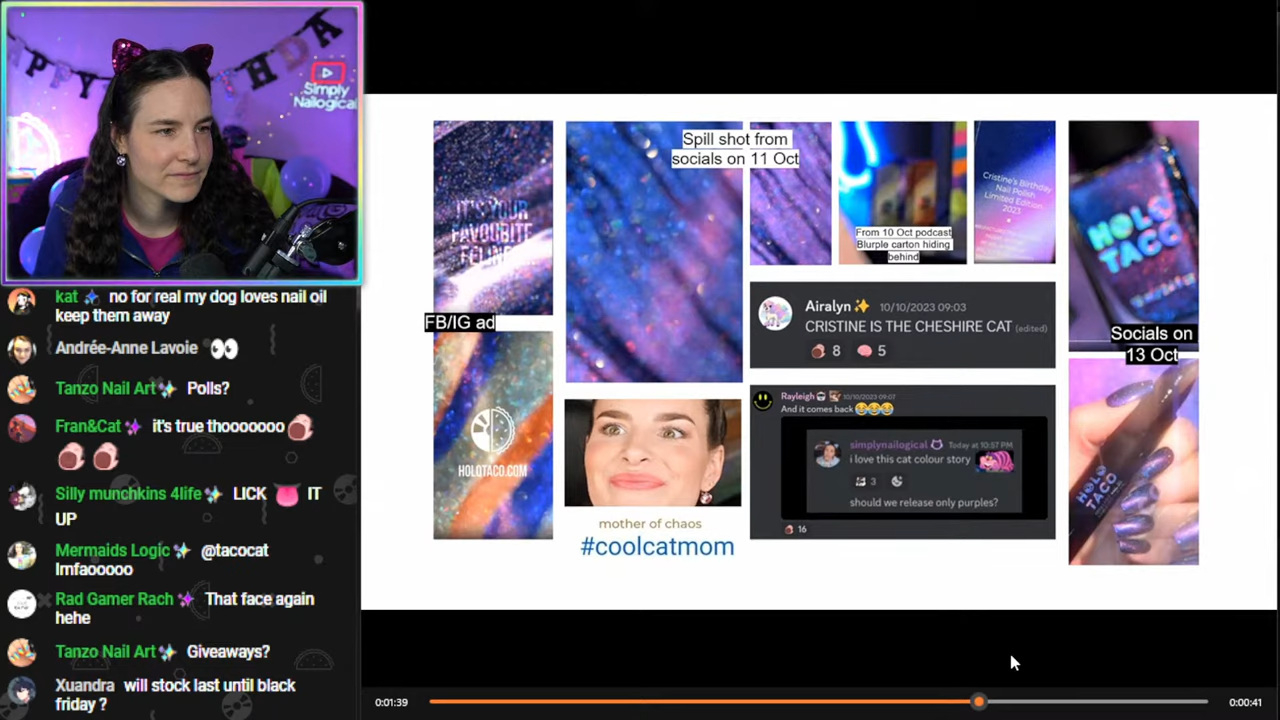 PPY
HDA
Simply
Nailogical
kat no for real my dog loves nail oil
keep them away
Andrée-Anne Lavoie
Tanzo Nail Art Polls?
Fran&Cat it's true thooooooo
Silly munchkins 4life LICK IT
UP
Mermaids Logic @tacocat
lmfaooooo
Rad Gamer Rach That face again
hehe
Tanzo Nail Art Giveaways?
Xuandra will stock last until black
friday ?
IT'S YOUR
FAVOURITE
FELINE
FB/IG ad
HOLOTACO.COM
Spill shot from
socials on 11 Oct
mother of chaos
#coolcatmom
From 10 Oct podcast
Blurple carton hiding
behind
Cristine's Birthday
Nail Polish
Limited Edition
2023
Airalyn 10/10/2023 09:03
CRISTINE IS THE CHESHIRE CAT (edited)
8 5
Rayleigh 10/10/2023 09:07
And it comes back
simplynailogical Today at 10:57 PM
i love this cat colour story
3
should we release only purples?
16
HOLO
TACO
Socials on
13 Oct
HOLO
TACO
0:01:39
0:00:41